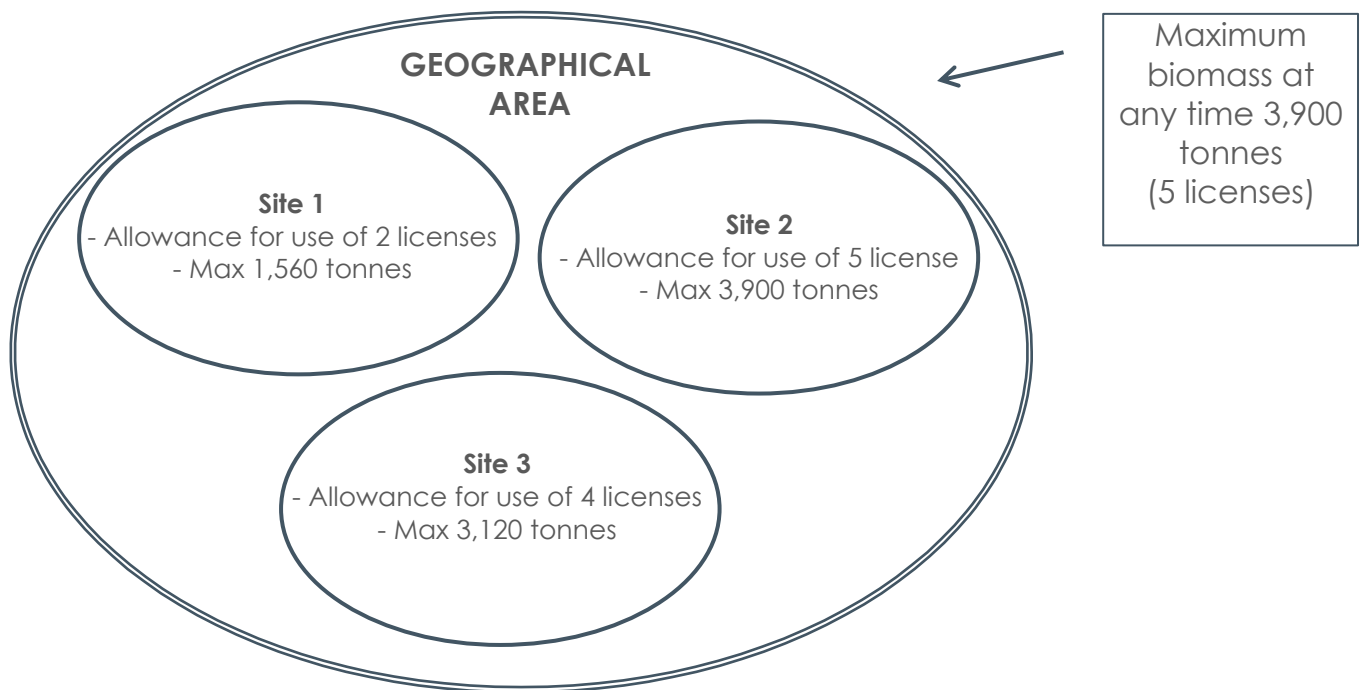 GEOGRAPHICAL
AREA
Maximum
biomass at
any time 3,900
tonnes
(5 licenses)
Site 1
- Allowance for use of 2 licenses
- Max 1,560 tonnes
Site 2
- Allowance for use of 5 license
- Max 3,900 tonnes
Site 3
- Allowance for use of 4 licenses
- Max 3,120 tonnes